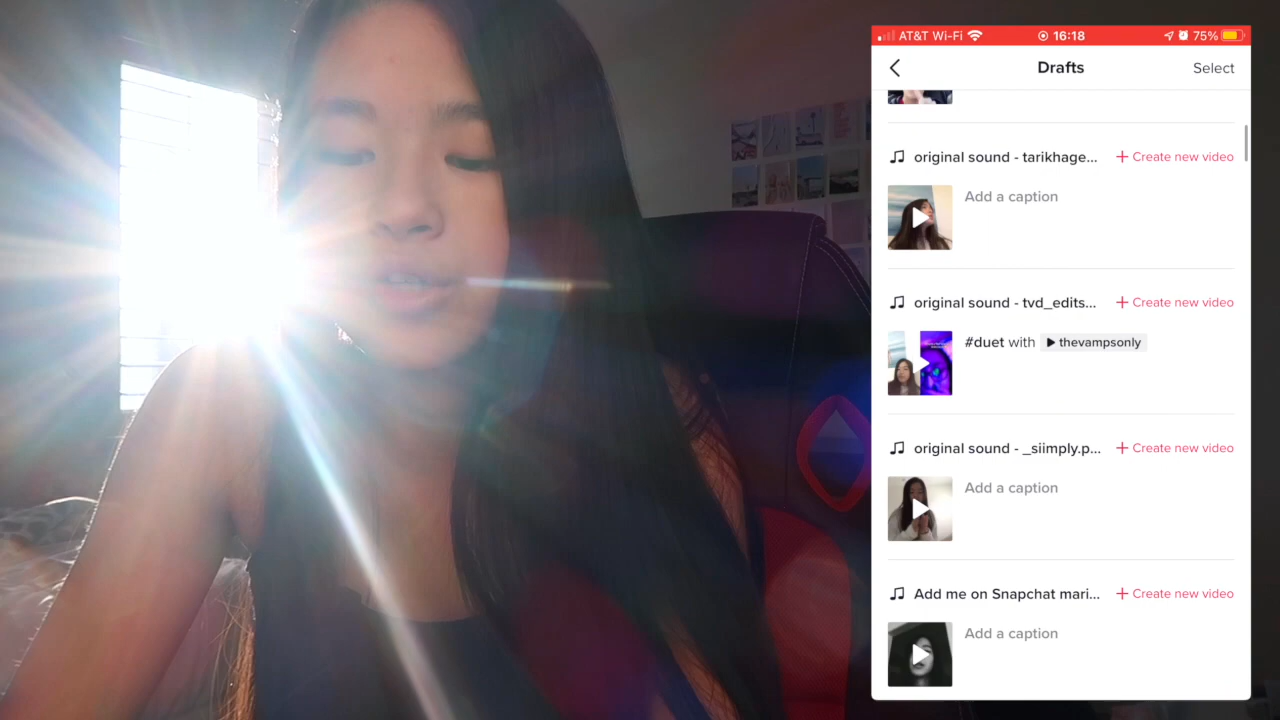 AT&T Wi-Fi 16:18 75%
Drafts Select
original sound - tarikhage... + Create new video
Add a caption
original sound - tvd_edits... + Create new video
#duet with thevampsonly
original sound - _siimply.p... + Create new video
Add a caption
Add me on Snapchat mari... + Create new video
Add a caption